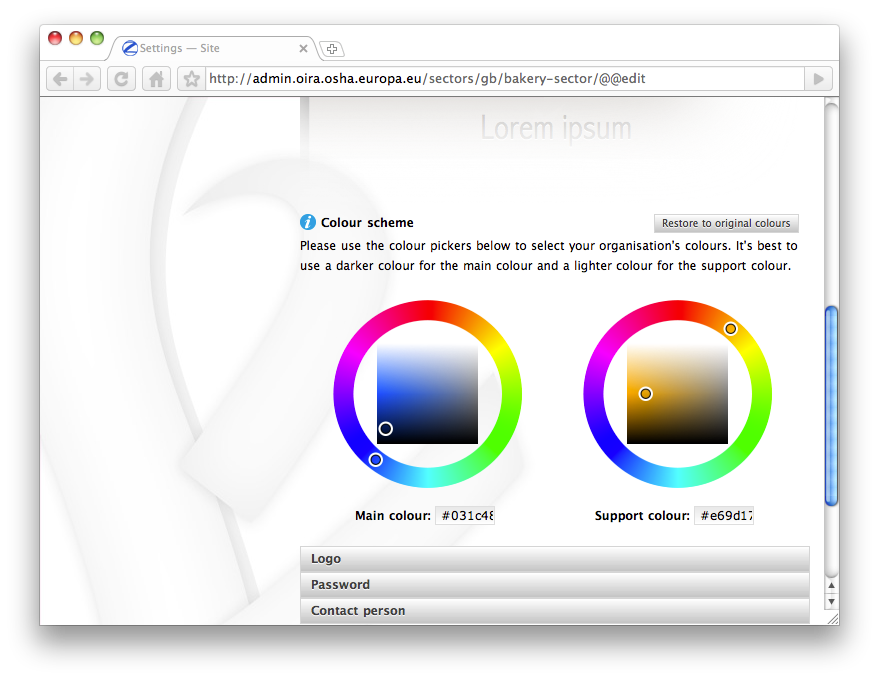 Settings — Site
http://admin.oira.osha.europa.eu/sectors/gb/bakery-sector/@@edit
Lorem ipsum
Colour scheme
Restore to original colours
Please use the colour pickers below to select your organisation's colours. It's best to
use a darker colour for the main colour and a lighter colour for the support colour.
Main colour: #031c48
Support colour: #e69d17
Logo
Password
Contact person